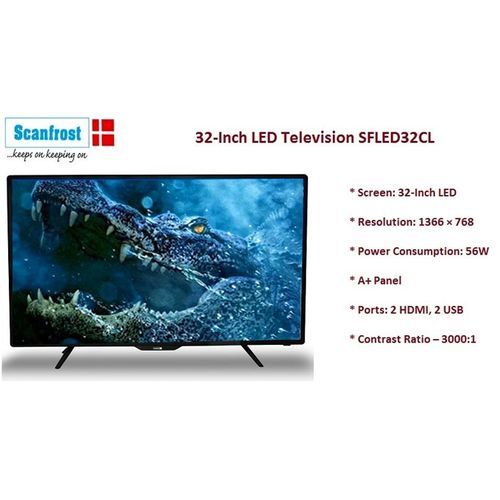 Scanfrost
...keeps on keeping on
32-Inch LED Television SFLED32CL
* Screen: 32-Inch LED
* Resolution: 1366 × 768
* Power Consumption: 56W
* A+ Panel
* Ports: 2 HDMI, 2 USB
* Contrast Ratio – 3000:1